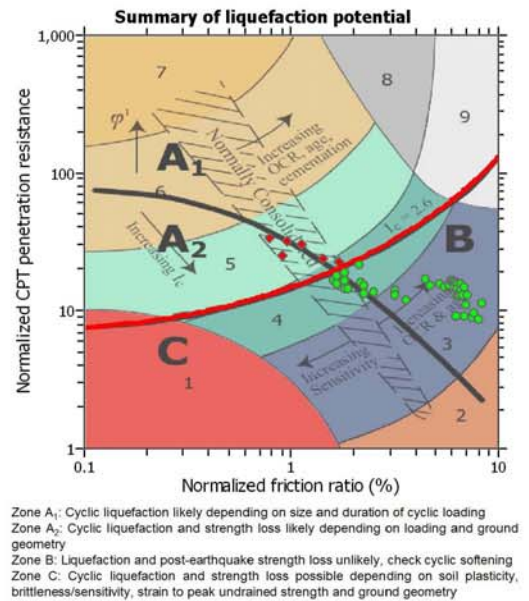 Summary of liquefaction potential
1,000
7
8
9
φ'
A1
Increasing
OCR, age,
cementation
Normally Consolidated
100
6
A2
Increasing Ic
5
Ic = 2.6
B
10
4
Increasing
OCR &
3
Increasing
Sensitivity
C
1
2
1
0.1
1
10
Normalized CPT penetration resistance
Normalized friction ratio (%)
Zone A1: Cyclic liquefaction likely depending on size and duration of cyclic loading
Zone A2: Cyclic liquefaction and strength loss likely depending on loading and ground
geometry
Zone B: Liquefaction and post-earthquake strength loss unlikely, check cyclic softening
Zone C: Cyclic liquefaction and strength loss possible depending on soil plasticity,
brittleness/sensitivity, strain to peak undrained strength and ground geometry